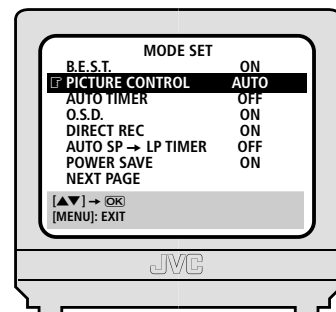 MODE SET
B.E.S.T. ON
☞ PICTURE CONTROL AUTO
AUTO TIMER OFF
O.S.D. ON
DIRECT REC ON
AUTO SP → LP TIMER OFF
POWER SAVE ON
NEXT PAGE
[▲▼] → OK
[MENU]: EXIT
JVC